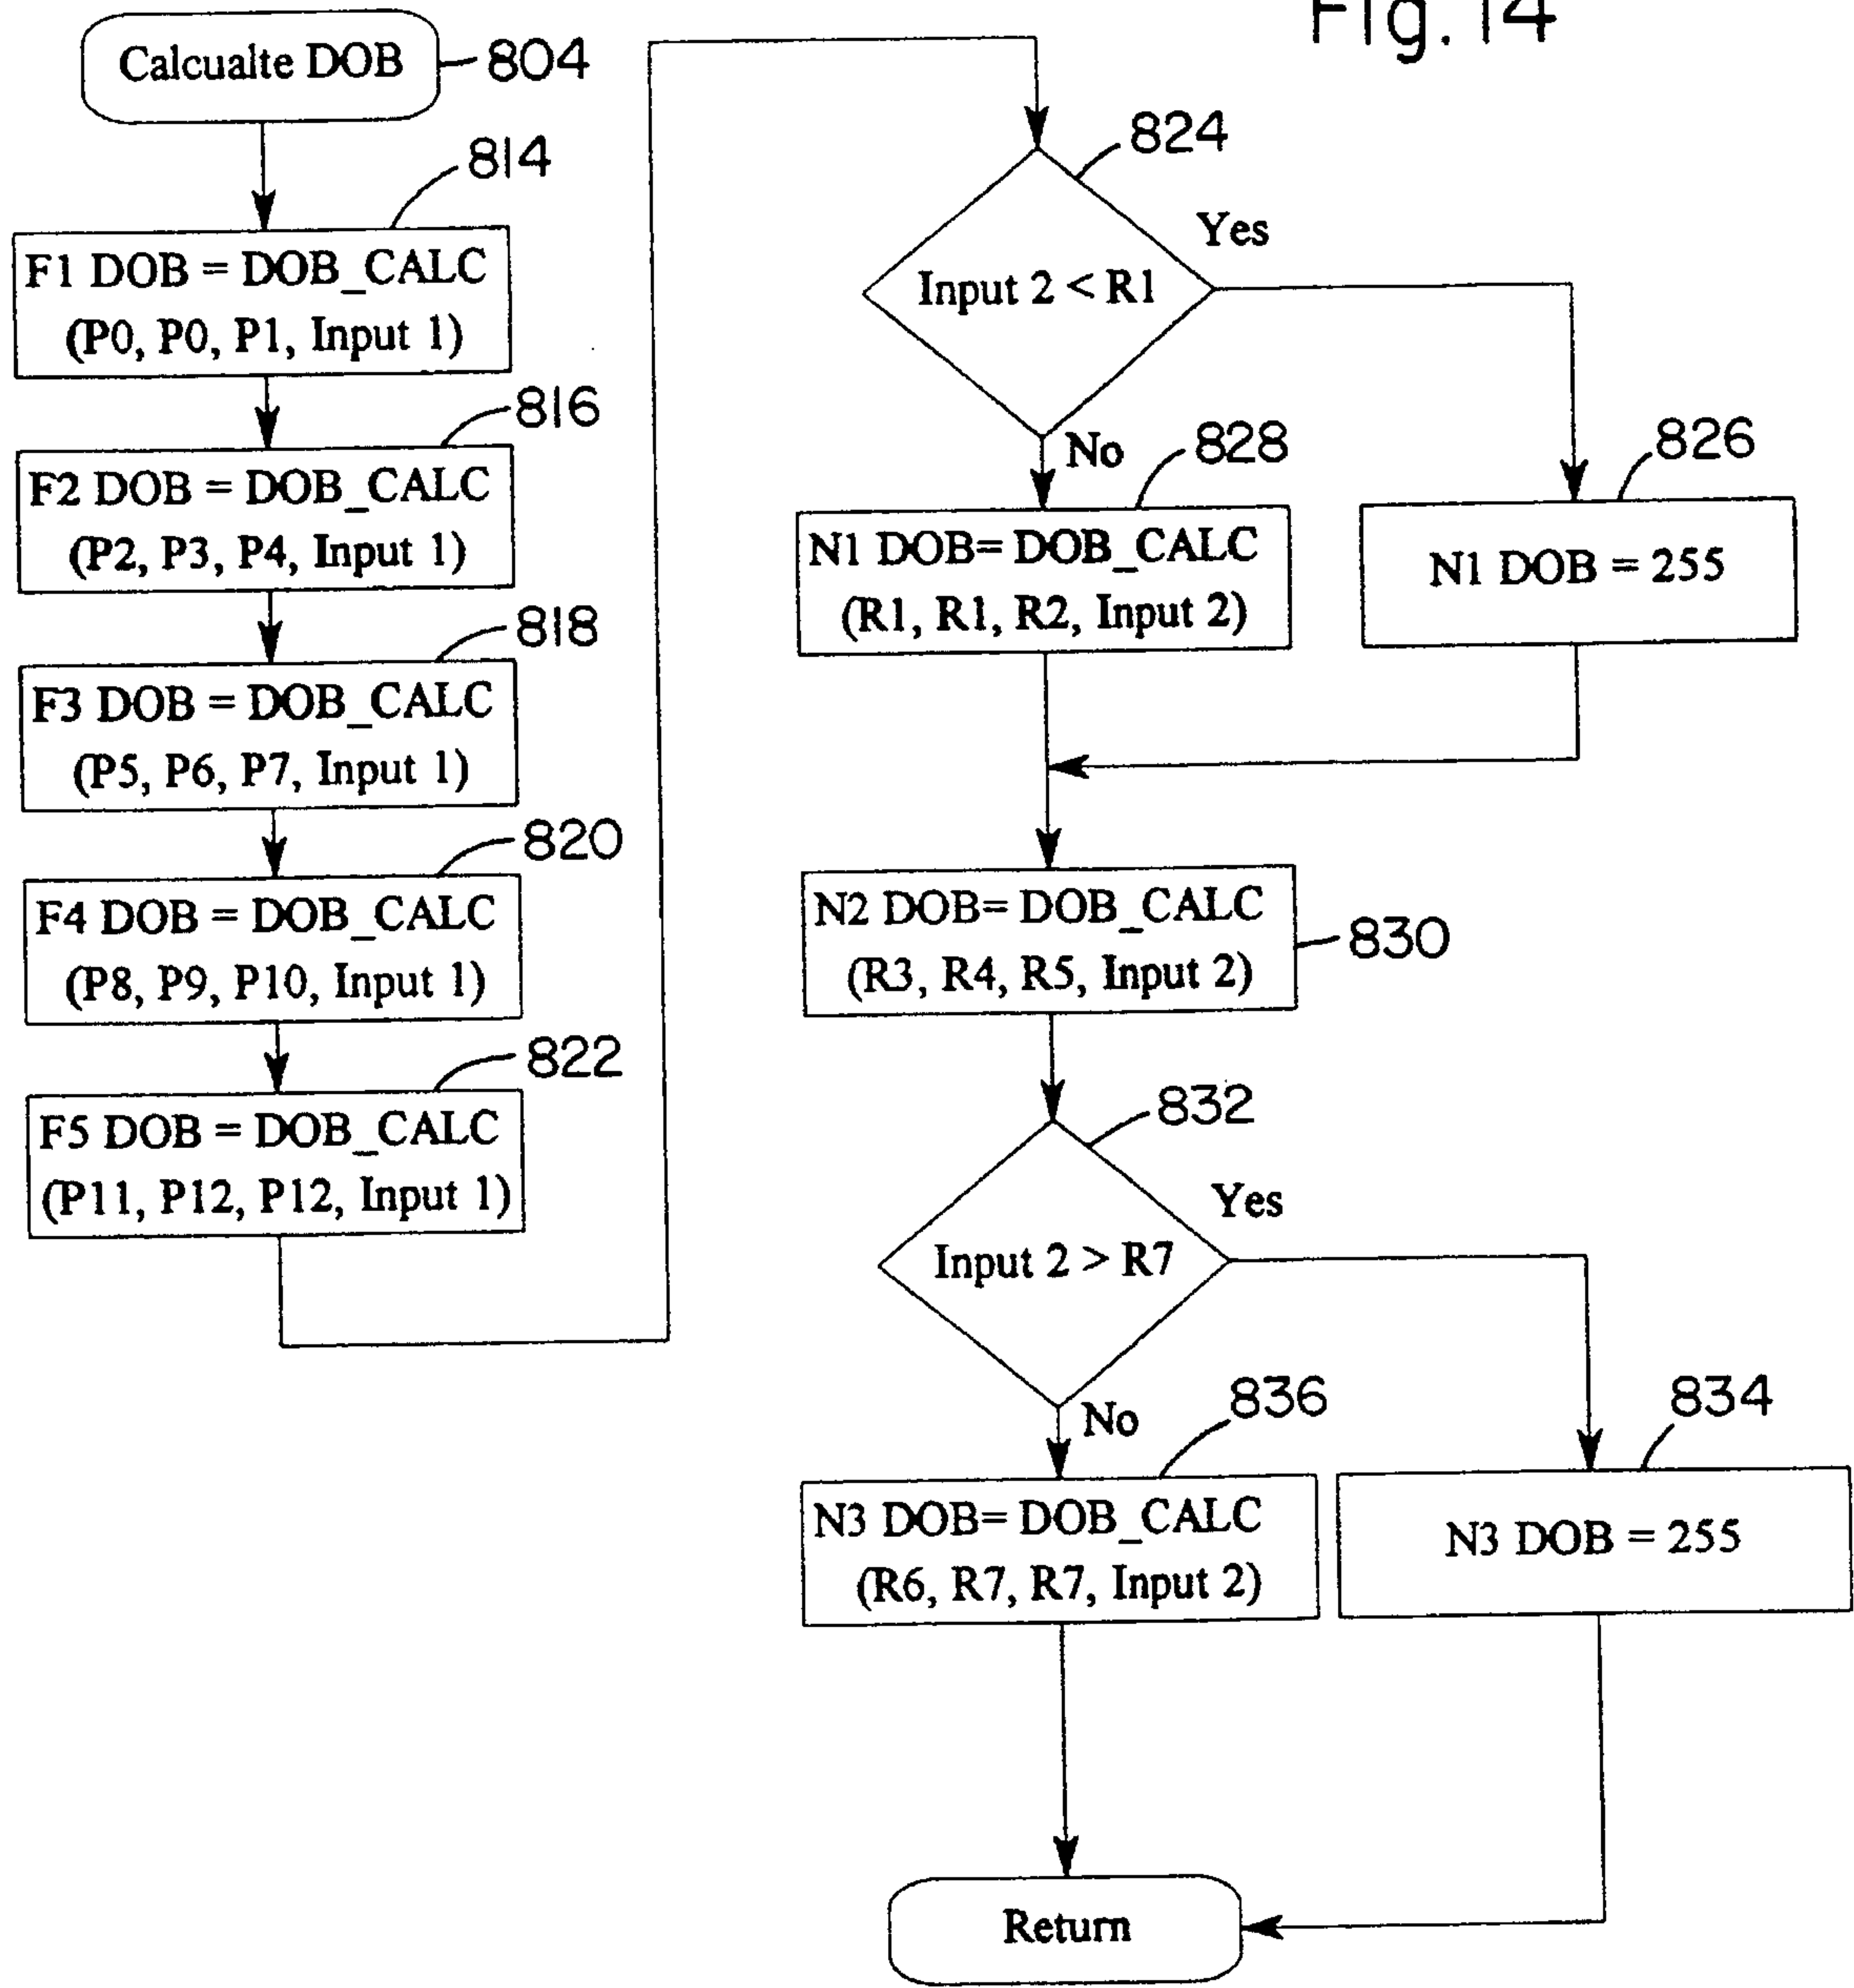 Fig. 14
Calcualte DOB
804
814
F1 DOB = DOB_CALC
(P0, P0, P1, Input 1)
816
F2 DOB = DOB_CALC
(P2, P3, P4, Input 1)
818
F3 DOB = DOB_CALC
(P5, P6, P7, Input 1)
820
F4 DOB = DOB_CALC
(P8, P9, P10, Input 1)
822
F5 DOB = DOB_CALC
(P11, P12, P12, Input 1)
824
Input 2 < R1
Yes
No
828
N1 DOB= DOB_CALC
(R1, R1, R2, Input 2)
826
N1 DOB = 255
N2 DOB= DOB_CALC
(R3, R4, R5, Input 2)
830
832
Input 2 > R7
Yes
No
836
N3 DOB= DOB_CALC
(R6, R7, R7, Input 2)
834
N3 DOB = 255
Return